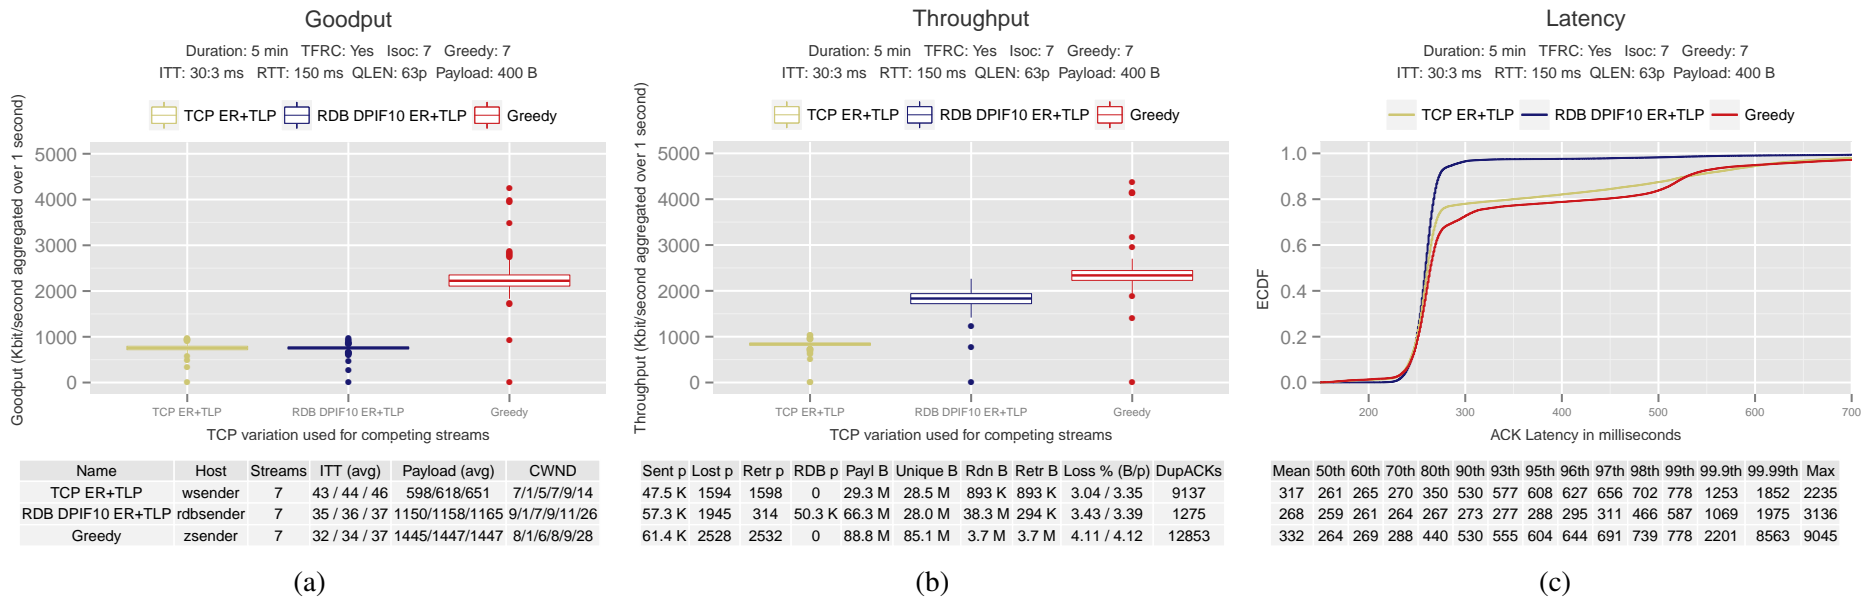 Goodput
Duration: 5 min TFRC: Yes Isoc: 7 Greedy: 7
ITT: 30:3 ms RTT: 150 ms QLEN: 63p Payload: 400 B
TCP ER+TLP RDB DPIF10 ER+TLP Greedy
Goodput (Kbit/second aggregated over 1 second)
5000
4000
3000
2000
1000
0
TCP ER+TLP RDB DPIF10 ER+TLP Greedy
TCP variation used for competing streams
Name Host Streams ITT (avg) Payload (avg) CWND
TCP ER+TLP wsender 7 43 / 44 / 46 598/618/651 7/1/5/7/9/14
RDB DPIF10 ER+TLP rdbsender 7 35 / 36 / 37 1150/1158/1165 9/1/7/9/11/26
Greedy zsender 7 32 / 34 / 37 1445/1447/1447 8/1/6/8/9/28
(a)
Throughput
Duration: 5 min TFRC: Yes Isoc: 7 Greedy: 7
ITT: 30:3 ms RTT: 150 ms QLEN: 63p Payload: 400 B
TCP ER+TLP RDB DPIF10 ER+TLP Greedy
Throughput (Kbit/second aggregated over 1 second)
5000
4000
3000
2000
1000
0
TCP ER+TLP RDB DPIF10 ER+TLP Greedy
TCP variation used for competing streams
Sent p Lost p Retr p RDB p Payl B Unique B Rdn B Retr B Loss % (B/p) DupACKs
47.5 K 1594 1598 0 29.3 M 28.5 M 893 K 893 K 3.04 / 3.35 9137
57.3 K 1945 314 50.3 K 66.3 M 28.0 M 38.3 M 294 K 3.43 / 3.39 1275
61.4 K 2528 2532 0 88.8 M 85.1 M 3.7 M 3.7 M 4.11 / 4.12 12853
(b)
Latency
Duration: 5 min TFRC: Yes Isoc: 7 Greedy: 7
ITT: 30:3 ms RTT: 150 ms QLEN: 63p Payload: 400 B
TCP ER+TLP RDB DPIF10 ER+TLP Greedy
ECDF
1.0
0.8
0.6
0.4
0.2
0.0
200 300 400 500 600 700
ACK Latency in milliseconds
Mean 50th 60th 70th 80th 90th 93th 95th 96th 97th 98th 99th 99.9th 99.99th Max
317 261 265 270 350 530 577 608 627 656 702 778 1253 1852 2235
268 259 261 264 267 273 277 288 295 311 466 587 1069 1975 3136
332 264 269 288 440 530 555 604 644 691 739 778 2201 8563 9045
(c)